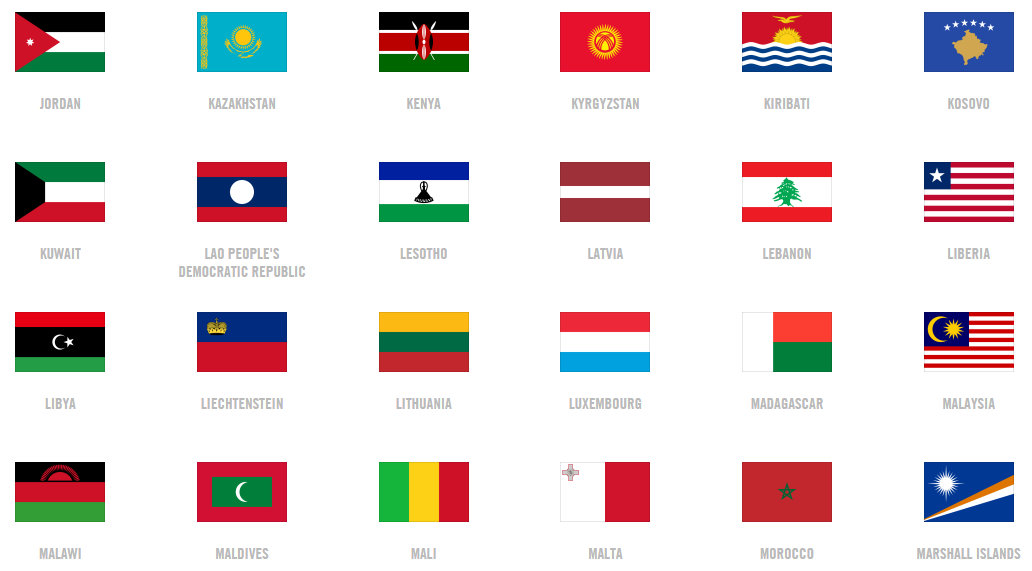 JORDAN
KAZAKHSTAN
KENYA
KYRGYZSTAN
KIRIBATI
KOSOVO
KUWAIT
LAO PEOPLE'S
DEMOCRATIC REPUBLIC
LESOTHO
LATVIA
LEBANON
LIBERIA
LIBYA
LIECHTENSTEIN
LITHUANIA
LUXEMBOURG
MADAGASCAR
MALAYSIA
MALAWI
MALDIVES
MALI
MALTA
MOROCCO
MARSHALL ISLANDS